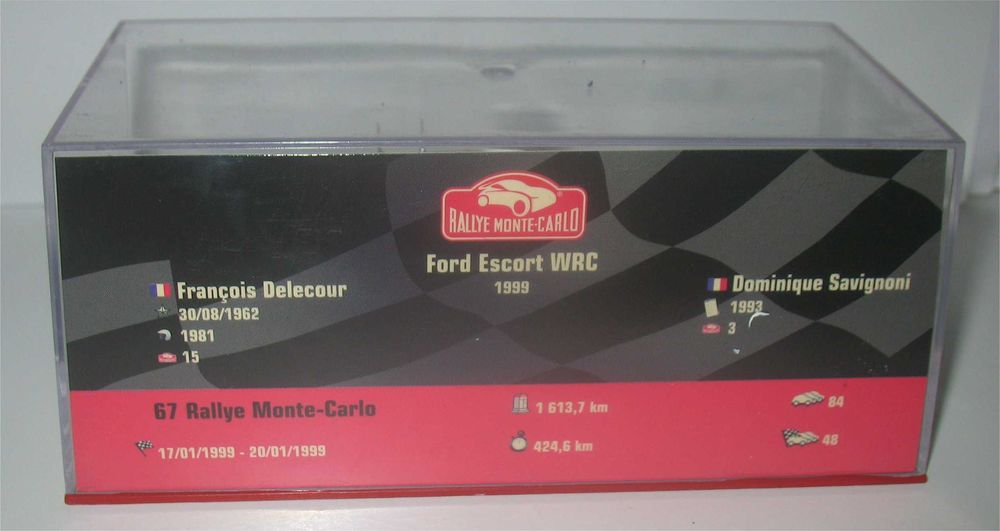 RALLYE MONTE-CARLO
Ford Escort WRC
1999
François Delecour
30/08/1962
1981
15
Dominique Savignoni
1993
3
67 Rallye Monte-Carlo
17/01/1999 - 20/01/1999
1 613,7 km
424,6 km
84
48